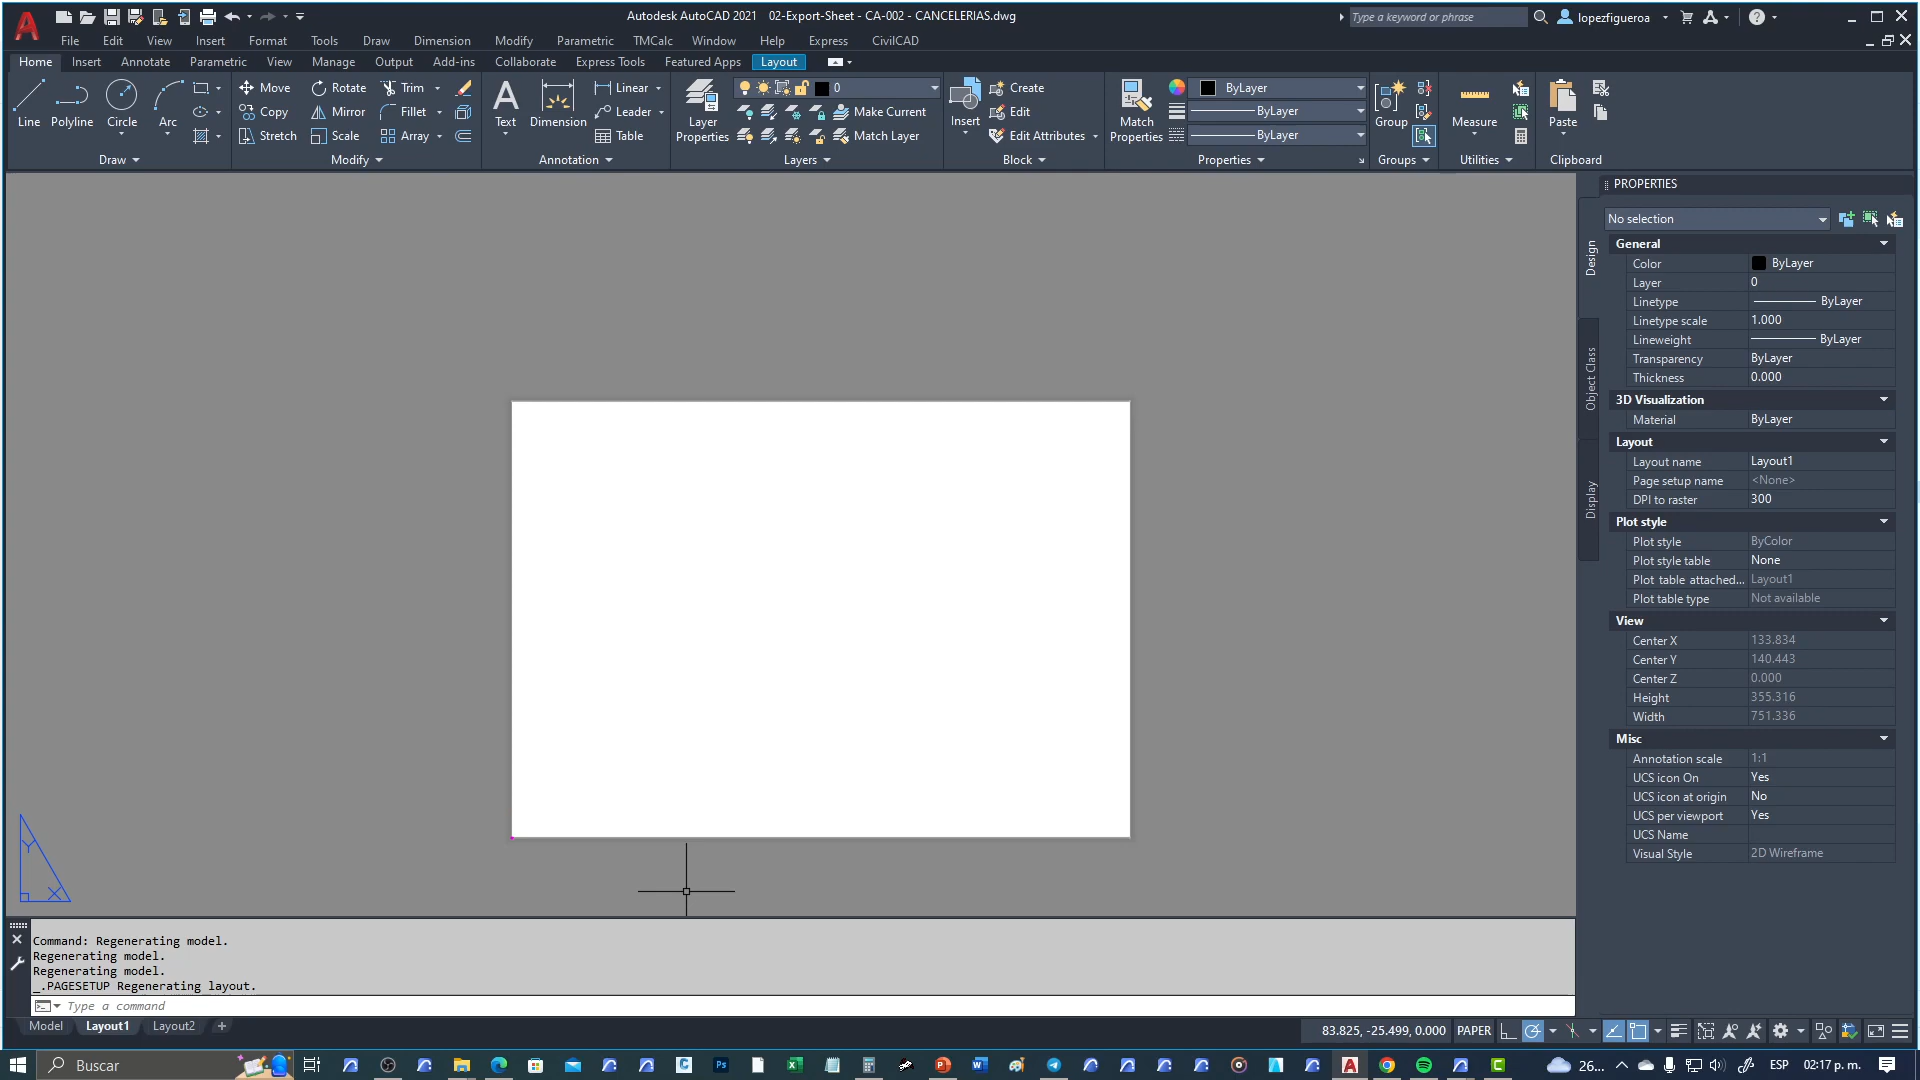 Autodesk AutoCAD 2021 02-Export-Sheet - CA-002 - CANCELERIAS.dwg
Type a keyword or phrase
lopezfigueroa
File Edit View Insert Format Tools Draw Dimension Modify Parametric TMCalc Window Help Express CivilCAD
Home Insert Annotate Parametric View Manage Output Add-ins Collaborate Express Tools Featured Apps Layout
Line Polyline Circle Arc
Move Rotate Trim
Copy Mirror Fillet
Stretch Scale Array
Text Dimension
Linear
Leader
Table
Layer Properties
0
Make Current
Match Layer
Insert
Create
Edit
Edit Attributes
Match Properties
ByLayer
ByLayer
ByLayer
Group
Measure
Paste
Draw Modify Annotation Layers Block Properties Groups Utilities Clipboard
PROPERTIES
No selection
Design
Object Class
Display
General
Color ByLayer
Layer 0
Linetype ByLayer
Linetype scale 1.000
Lineweight ByLayer
Transparency ByLayer
Thickness 0.000
3D Visualization
Material ByLayer
Layout
Layout name Layout1
Page setup name <None>
DPI to raster 300
Plot style
Plot style ByColor
Plot style table None
Plot table attached... Layout1
Plot table type Not available
View
Center X 133.834
Center Y 140.443
Center Z 0.000
Height 355.316
Width 751.336
Misc
Annotation scale 1:1
UCS icon On Yes
UCS icon at origin No
UCS per viewport Yes
UCS Name
Visual Style 2D Wireframe
Y
X
Command: Regenerating model.
Regenerating model.
Regenerating model.
_.PAGESETUP Regenerating layout.
Type a command
Model Layout1 Layout2 +
83.825, -25.499, 0.000 PAPER
Buscar
26...
ESP
02:17 p. m.